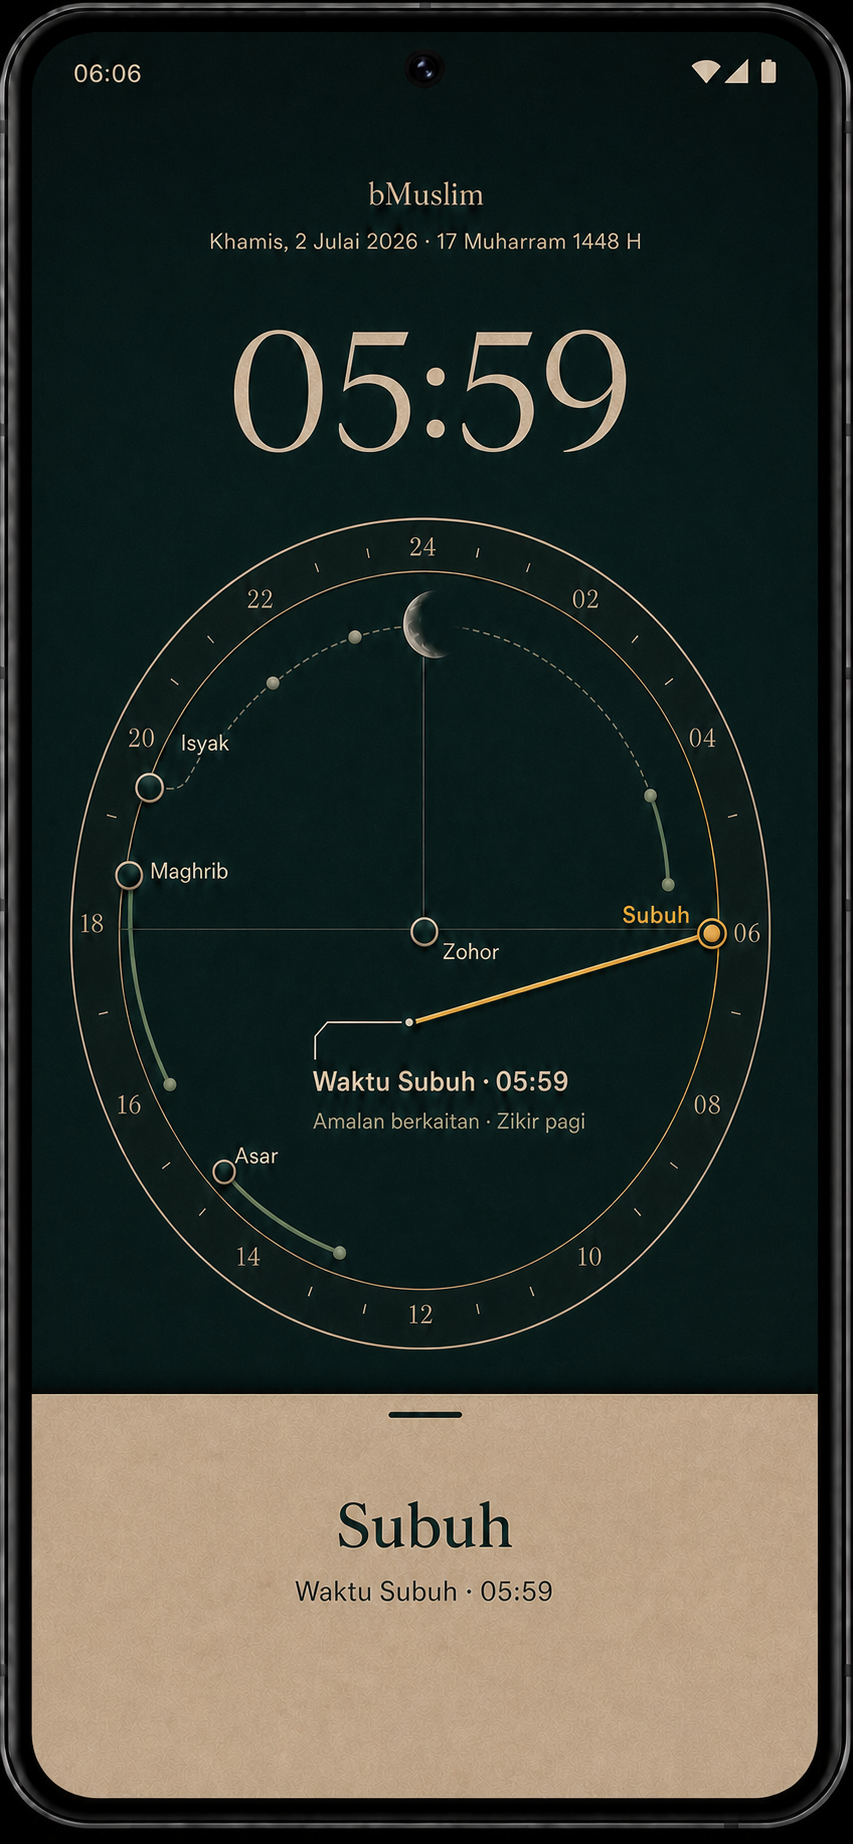 06:06
bMuslim
Khamis, 2 Julai 2026 · 17 Muharram 1448 H
05:59
24
22
02
20
Isyak
04
Maghrib
18
Subuh
06
Zohor
Waktu Subuh · 05:59
Amalan berkaitan · Zikir pagi
16
08
Asar
14
10
12
Subuh
Waktu Subuh · 05:59